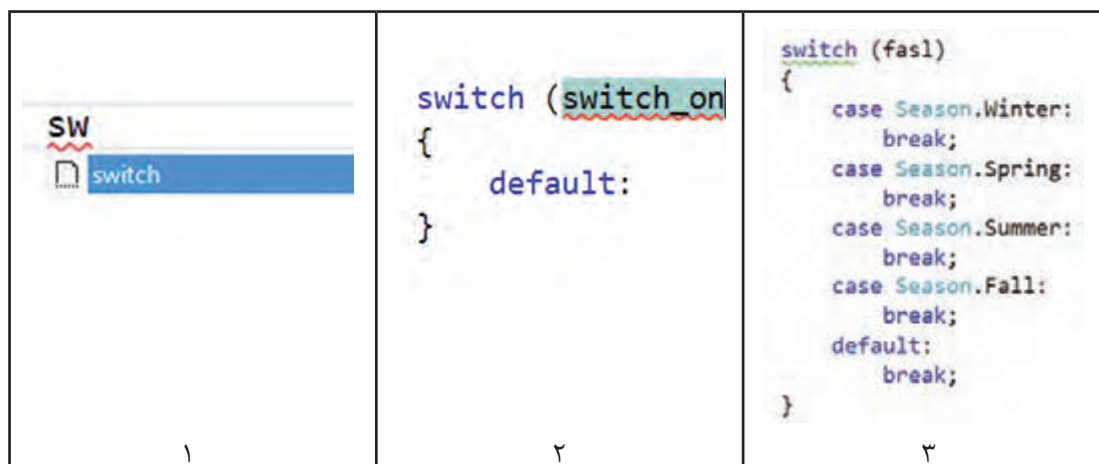 sw
switch
۱
switch (switch_on
{
default:
}
۲
switch (fasl)
{
case Season.Winter:
break;
case Season.Spring:
break;
case Season.Summer:
break;
case Season.Fall:
break;
default:
break;
}
۳